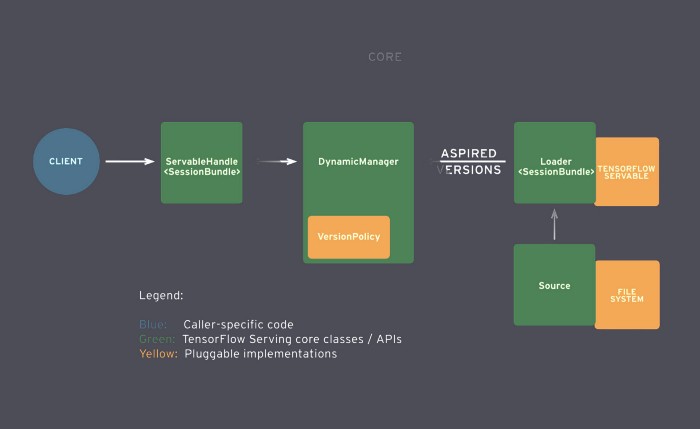 CORE
CLIENT
ServableHandle
<SessionBundle>
DynamicManager
VersionPolicy
ASPIRED
VERSIONS
Loader
<SessionBundle>
TENSORFLOW
SERVABLE
Source
FILE
SYSTEM
Legend:
Blue: Caller-specific code
Green: TensorFlow Serving core classes / APIs
Yellow: Pluggable implementations